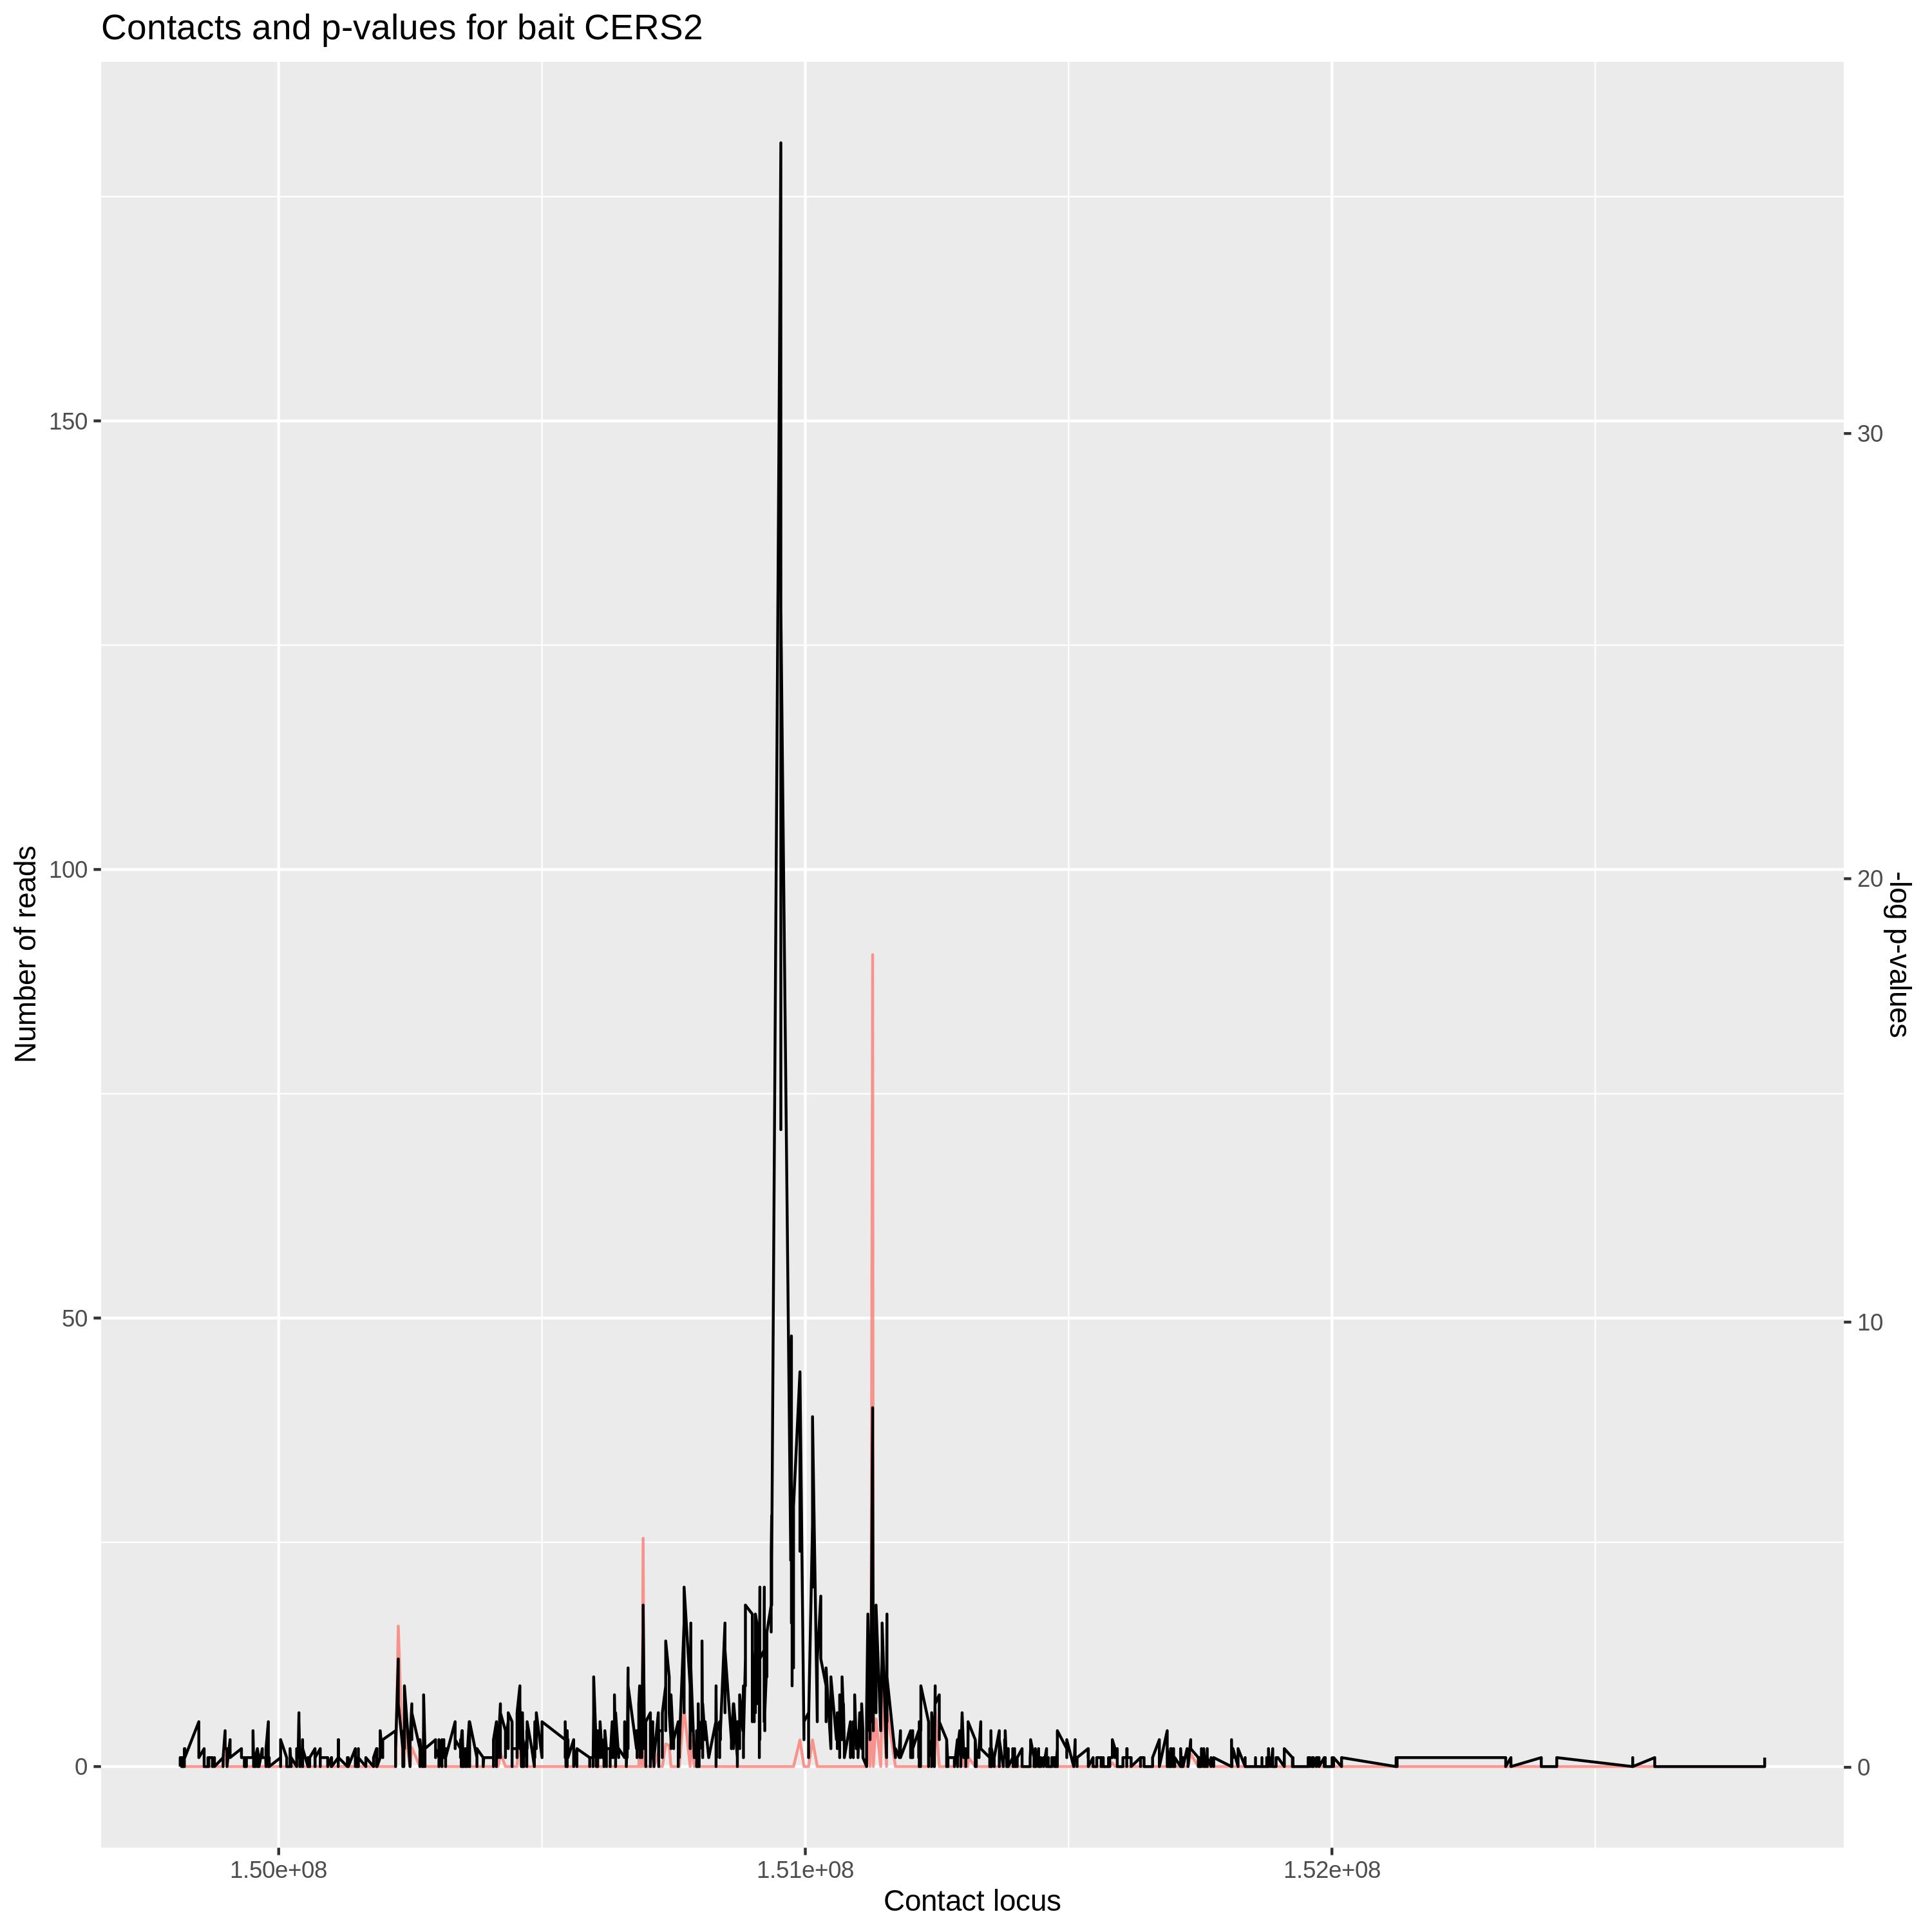 Contacts and p-values for bait CERS2
150
100
50
0
Number of reads
30
20
10
0
-log p-values
1.50e+08
1.51e+08
1.52e+08
Contact locus